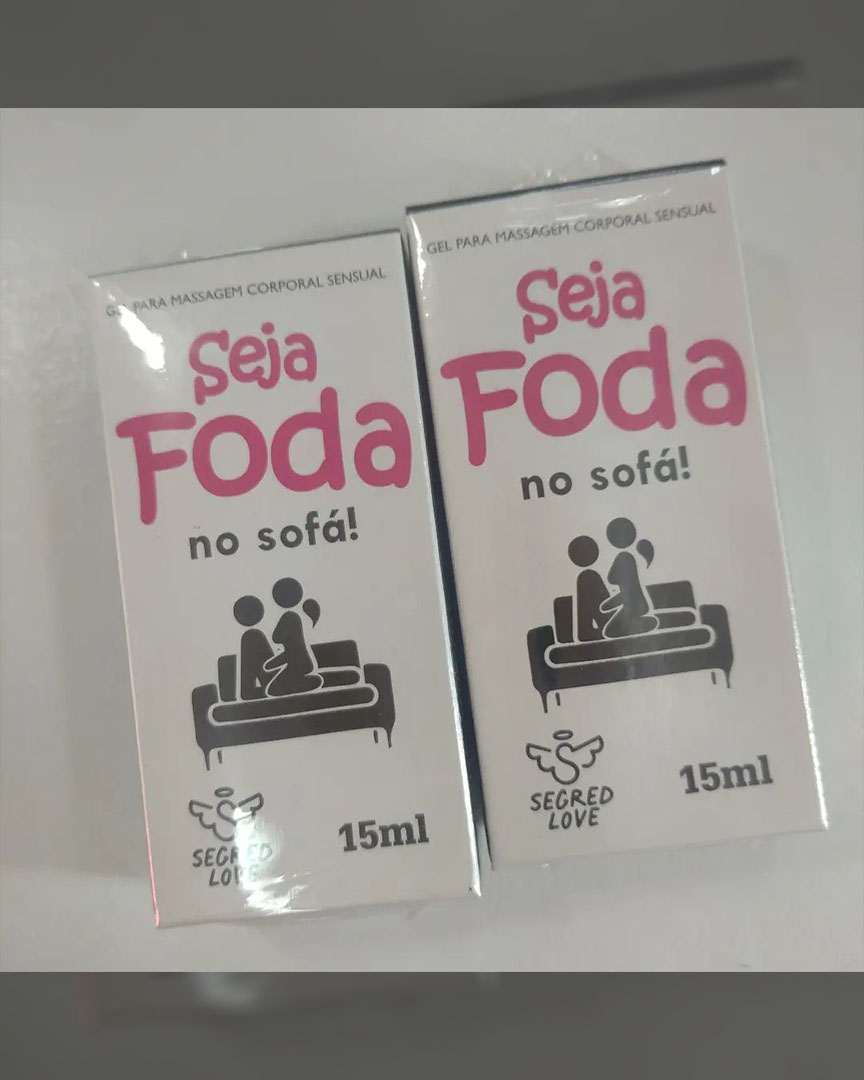 GEL PARA MASSAGEM CORPORAL SENSUAL
Seja
Foda
no sofá!
SEGRED
LOVE
15ml
GEL PARA MASSAGEM CORPORAL SENSUAL
Seja
Foda
no sofá!
SEGRED
LOVE
15ml